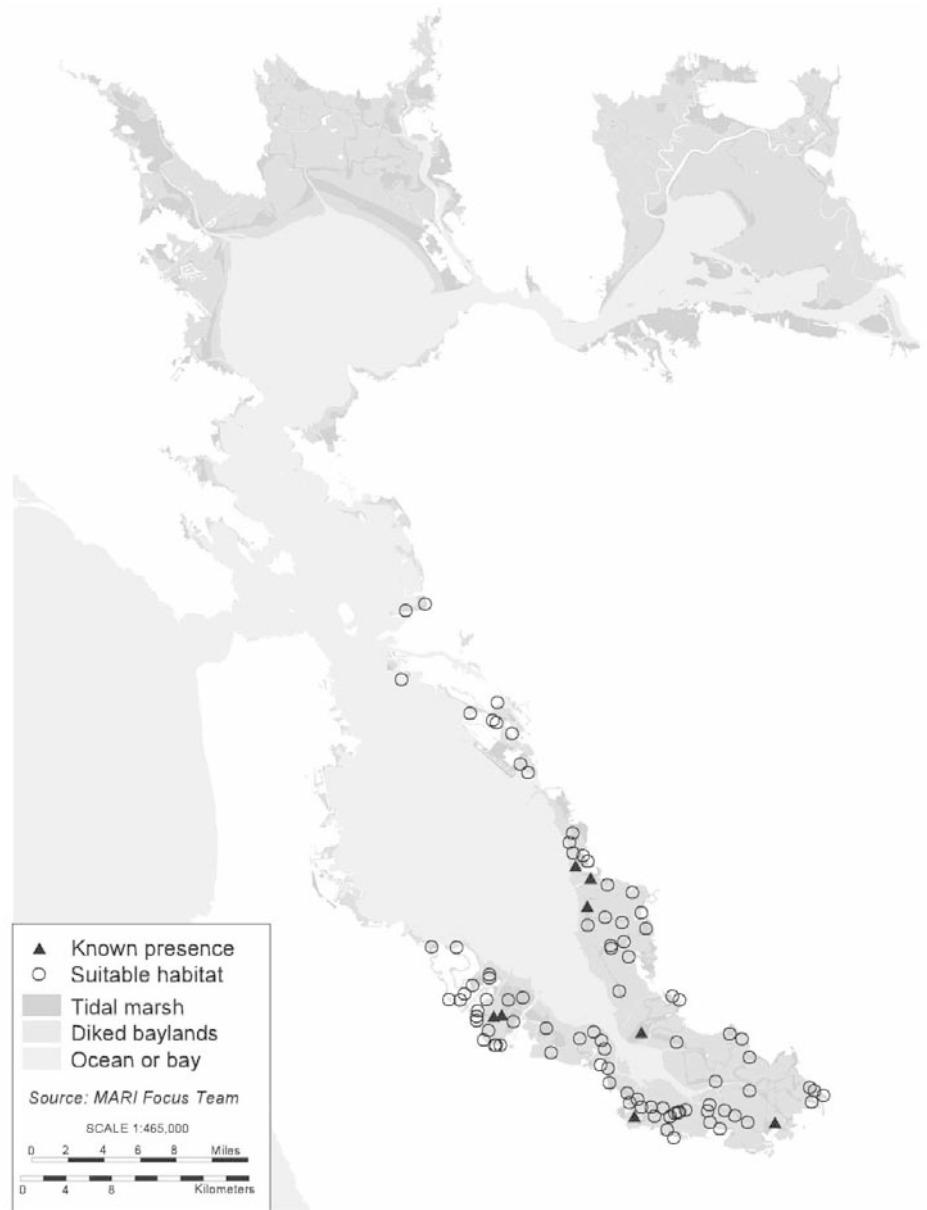 Known presence
Suitable habitat
Tidal marsh
Diked baylands
Ocean or bay
Source: MARI Focus Team
SCALE 1:465,000
0 2 4 6 8 Miles
0 4 8 Kilometers